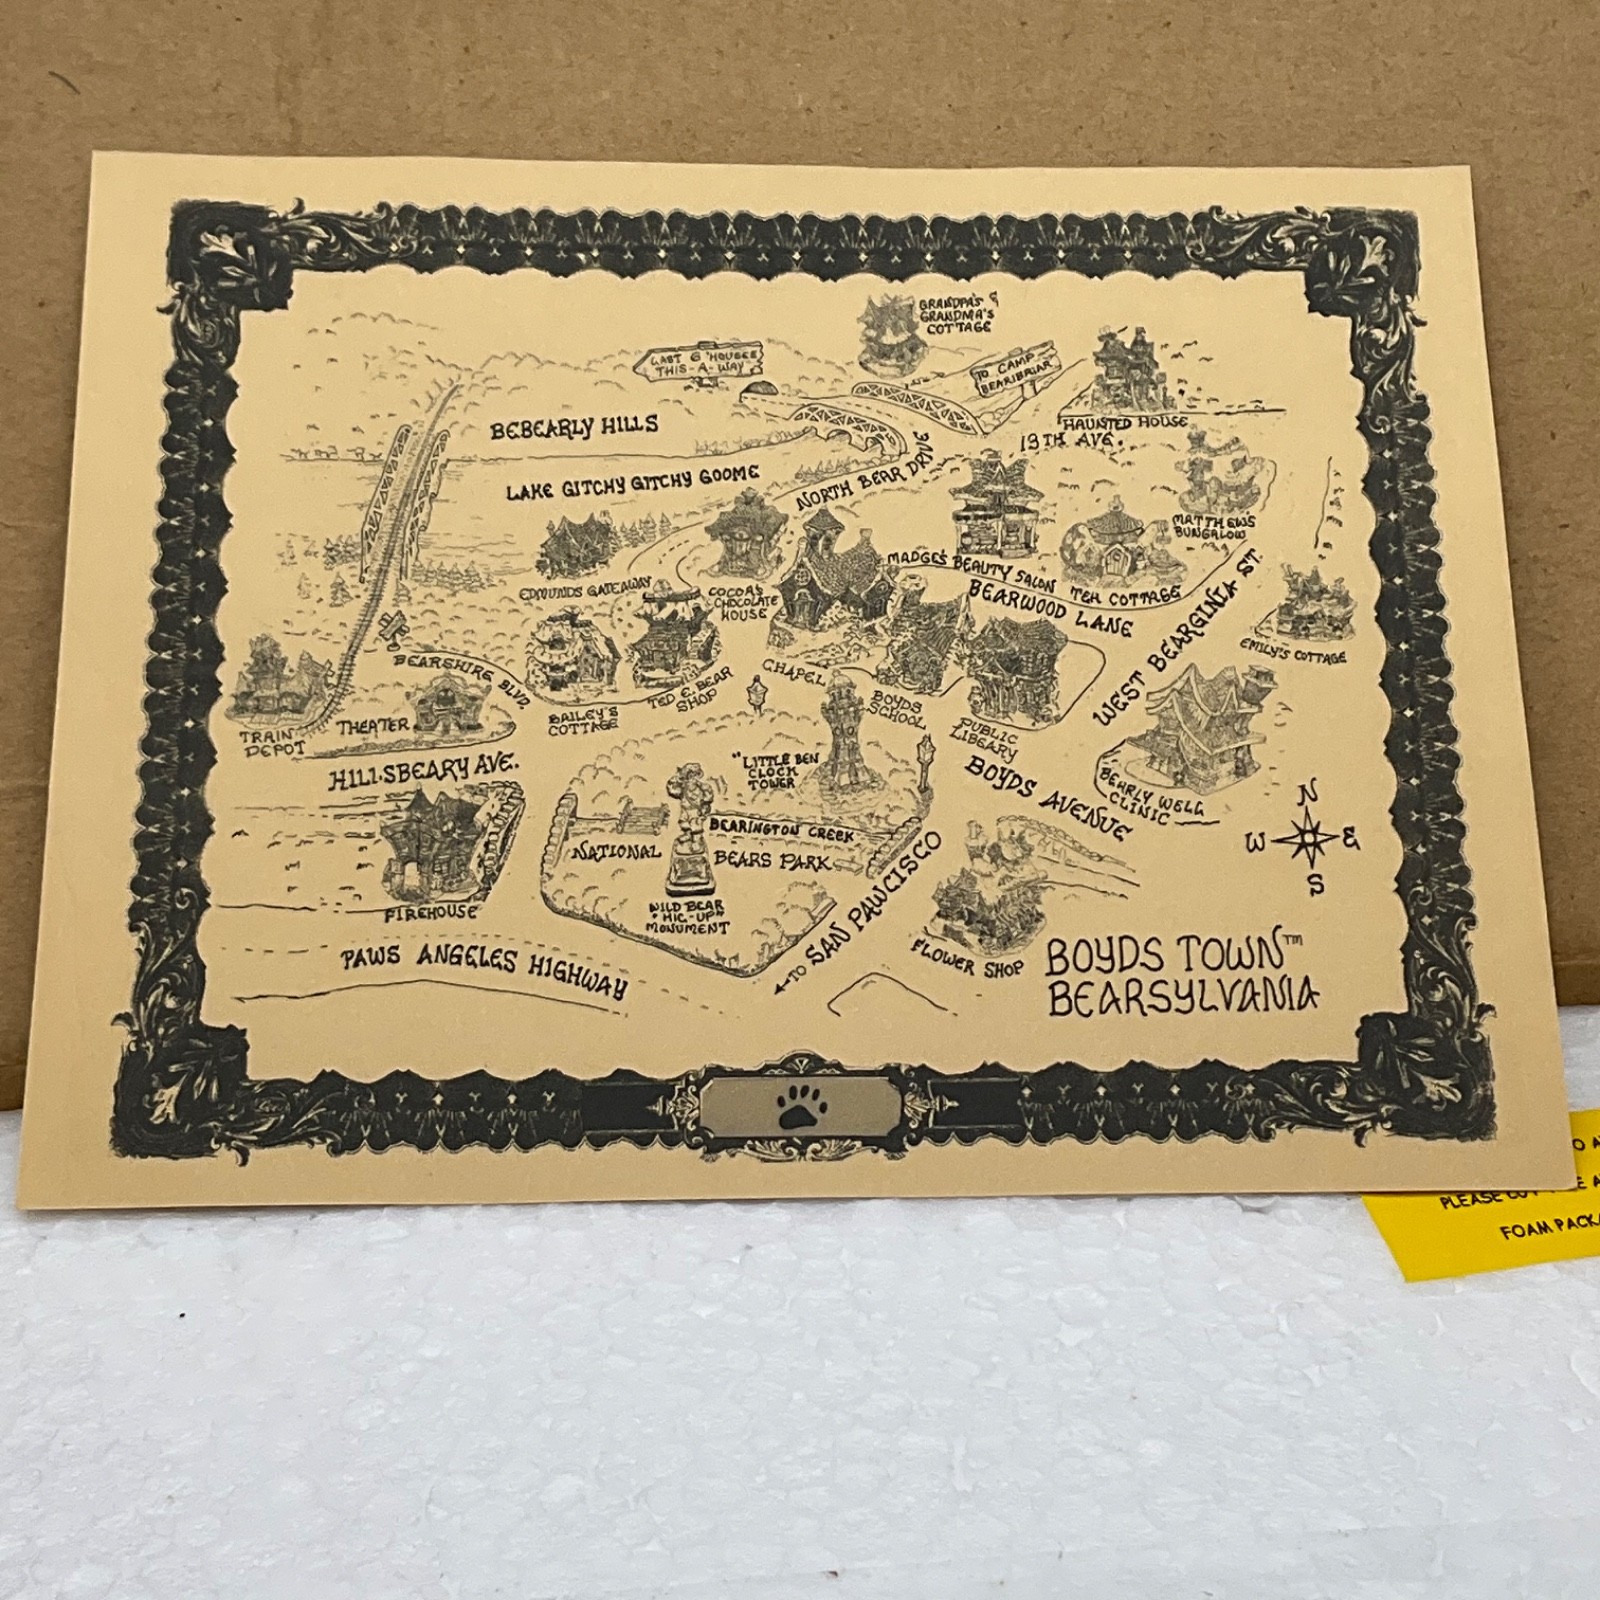 GRANDPA'S &
GRANDMA'S
COTTAGE
LAST 6 HOUSES
THIS-A-WAY
TO CAMP
BEARIBRIAR
HAUNTED HOUSE
13TH AVE.
BEBEARLY HILLS
LAKE GITCHY GITCHY GOOME
NORTH BEAR DRIVE
MATTHEW'S
BUNGALOW
EDMUNDS GATEAWAY
COCOA'S
CHOCOLATE
HOUSE
MADGE'S BEAUTY SALON
TEH COTTAGE
BEARWOOD LANE
WEST BEARGINIA ST.
EMILY'S COTTAGE
BEARSHIRE BLVD.
CHAPEL
TED E. BEAR
SHOP
BAILEY'S
COTTAGE
BOYDS
SCHOOL
PUBLIC
LIBRARY
THEATER
TRAIN
DEPOT
HILLSBEARY AVE.
"LITTLE BEN
CLOCK
TOWER
BOYDS AVENUE
BEARLY WELL
CLINIC
N
W
E
S
BEARINGTON CREEK
NATIONAL BEARS PARK
WILD BEAR
"HIC-UP"
MONUMENT
FIREHOUSE
PAWS ANGELES HIGHWAY
TO SAN PAWCISCO
FLOWER SHOP
BOYDS TOWN™
BEARSYLVANIA
PLEASE
FOAM